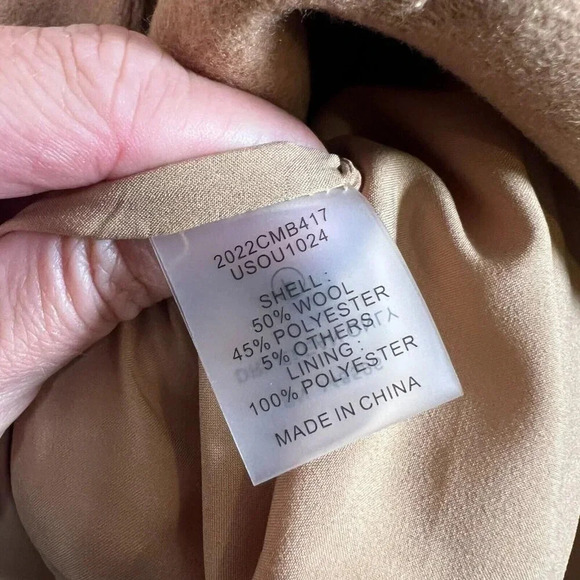 2022CMB417
USOU1024
SHELL:
50% WOOL
45% POLYESTER
5% OTHERS
LINING:
100% POLYESTER
MADE IN CHINA